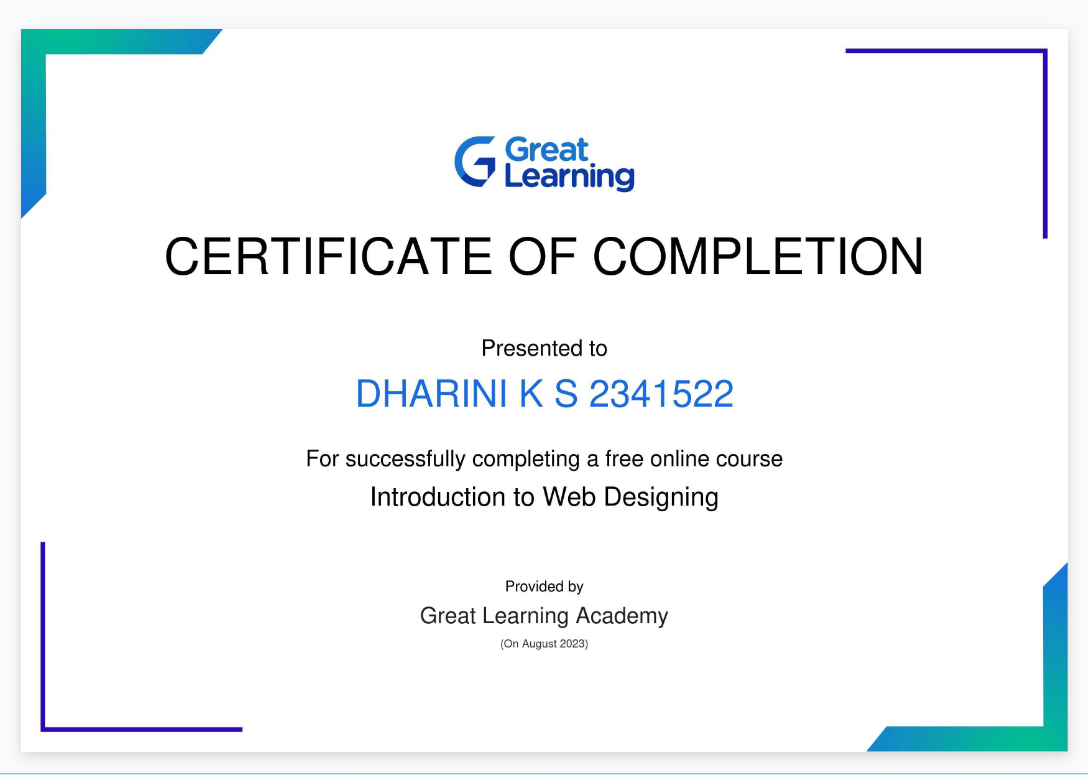 Great
Learning
CERTIFICATE OF COMPLETION
Presented to
DHARINI K S 2341522
For successfully completing a free online course
Introduction to Web Designing
Provided by
Great Learning Academy
(On August 2023)